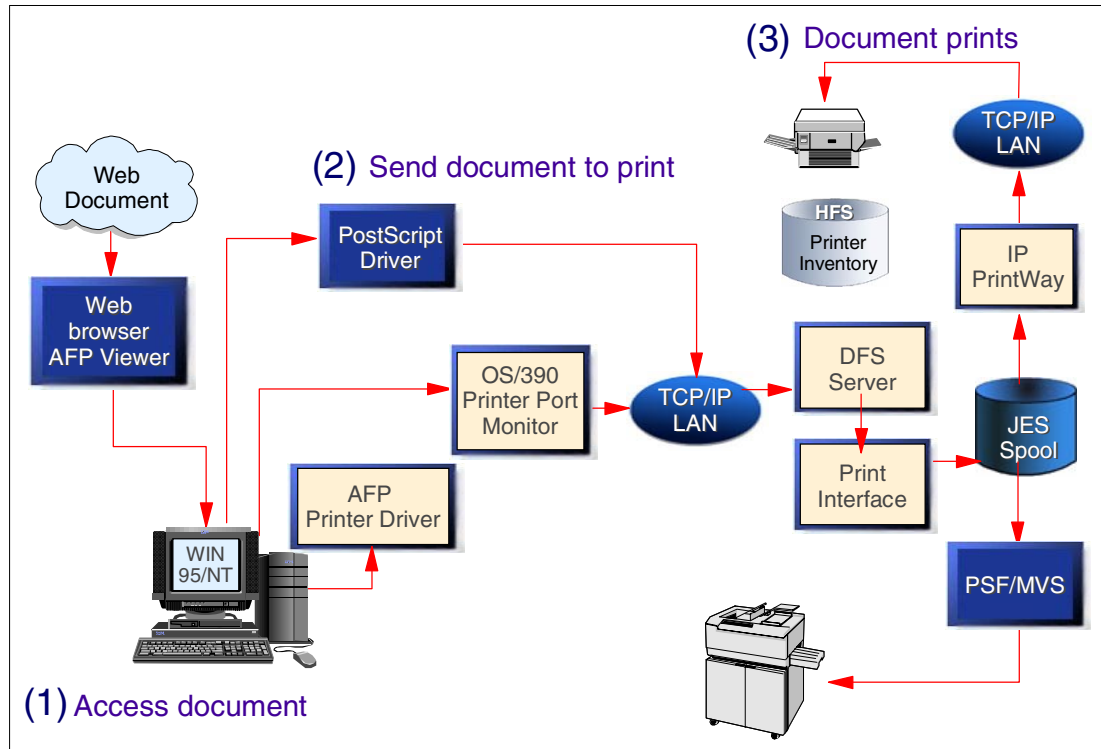 (3) Document prints
TCP/IP
LAN
Web
Document
(2) Send document to print
HFS
Printer
Inventory
PostScript
Driver
IP
PrintWay
Web
browser
AFP Viewer
OS/390
Printer Port
Monitor
TCP/IP
LAN
DFS
Server
JES
Spool
AFP
Printer Driver
Print
Interface
WIN
95/NT
PSF/MVS
(1) Access document